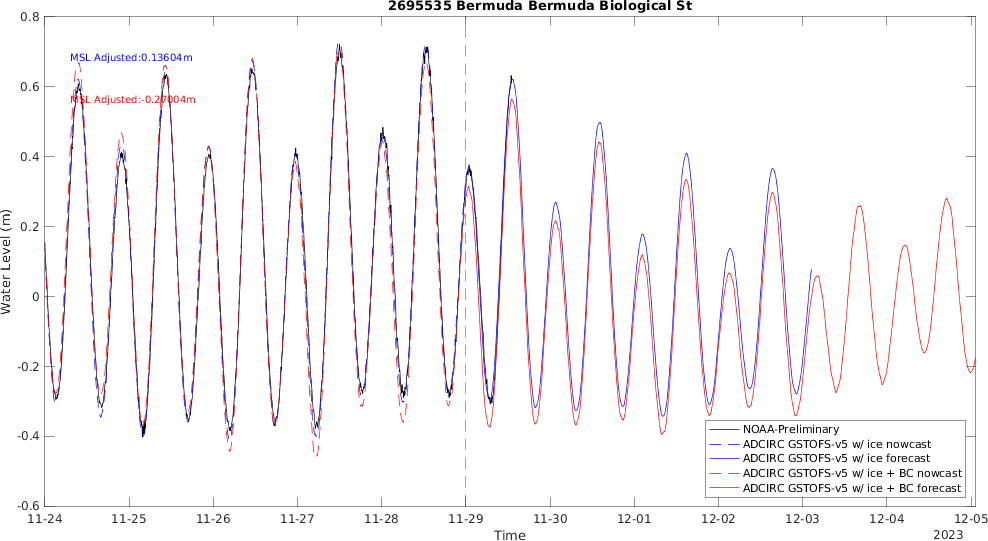 2695535 Bermuda Bermuda Biological St
0.8
0.6
0.4
0.2
0
-0.2
-0.4
-0.6
Water Level (m)
MSL Adjusted:0.13604m
MSL Adjusted:-0.27004m
NOAA-Preliminary
ADCIRC GSTOFS-v5 w/ ice nowcast
ADCIRC GSTOFS-v5 w/ ice forecast
ADCIRC GSTOFS-v5 w/ ice + BC nowcast
ADCIRC GSTOFS-v5 w/ ice + BC forecast
11-24 11-25 11-26 11-27 11-28 11-29 11-30 12-01 12-02 12-03 12-04 12-05
Time
2023